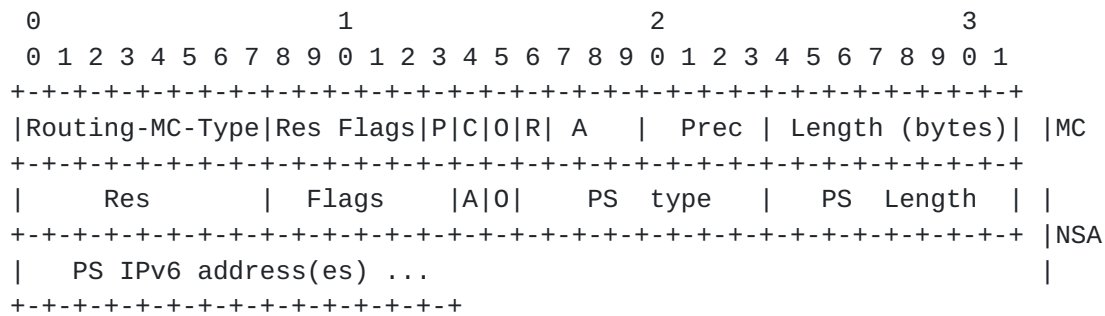 0                   1                   2                   3
 0 1 2 3 4 5 6 7 8 9 0 1 2 3 4 5 6 7 8 9 0 1 2 3 4 5 6 7 8 9 0 1
+-+-+-+-+-+-+-+-+-+-+-+-+-+-+-+-+-+-+-+-+-+-+-+-+-+-+-+-+-+-+-+-+
|Routing-MC-Type|Res Flags|P|C|O|R| A   |  Prec | Length (bytes)| |MC
+-+-+-+-+-+-+-+-+-+-+-+-+-+-+-+-+-+-+-+-+-+-+-+-+-+-+-+-+-+-+-+-+
|     Res       |  Flags    |A|O|    PS  type   |   PS  Length  | |
+-+-+-+-+-+-+-+-+-+-+-+-+-+-+-+-+-+-+-+-+-+-+-+-+-+-+-+-+-+-+-+-+ |NSA
|   PS IPv6 address(es) ...                                       |
+-+-+-+-+-+-+-+-+-+-+-+-+-+-+